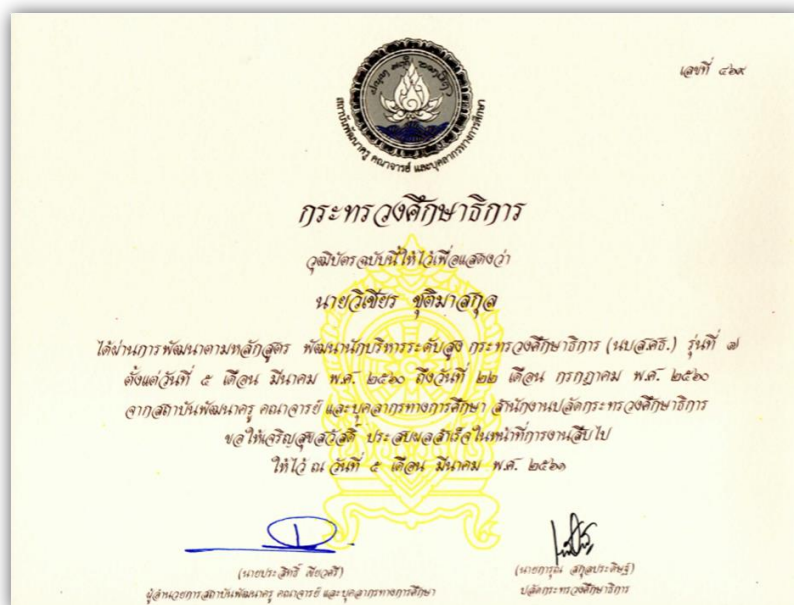 เลขที่ ๔๒๙
ปญฺญา นรานํ รตนํ
สถาบันพัฒนาครู คณาจารย์ และบุคลากรทางการศึกษา
กระทรวงศึกษาธิการ
วุฒิบัตรฉบับนี้ให้ไว้เพื่อแสดงว่า
นายวิเชียร ชุติมาสกุล
ได้ผ่านการพัฒนาตามหลักสูตร พัฒนานักบริหารระดับสูง กระทรวงศึกษาธิการ (นบส.ศธ.) รุ่นที่ ๗
ตั้งแต่วันที่ ๕ เดือน มีนาคม พ.ศ. ๒๕๖๐ ถึงวันที่ ๒๒ เดือน กรกฎาคม พ.ศ. ๒๕๖๐
จากสถาบันพัฒนาครู คณาจารย์ และบุคลากรทางการศึกษา สำนักงานปลัดกระทรวงศึกษาธิการ
ขอให้เจริญสุขสวัสดิ์ ประสบผลสำเร็จในหน้าที่การงานสืบไป
ให้ไว้ ณ วันที่ ๕ เดือน มีนาคม พ.ศ. ๒๕๖๑
(นายประสิทธิ์ เขียวศรี)
ผู้อำนวยการสถาบันพัฒนาครู คณาจารย์ และบุคลากรทางการศึกษา
(นายการุณ สกุลประดิษฐ์)
ปลัดกระทรวงศึกษาธิการ